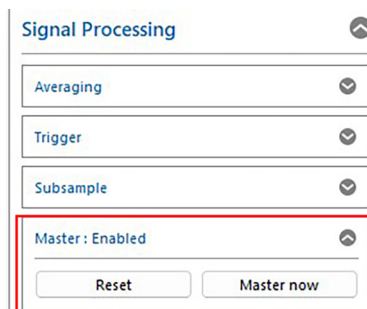 Signal Processing
Averaging
Trigger
Subsample
Master : Enabled
Reset Master now